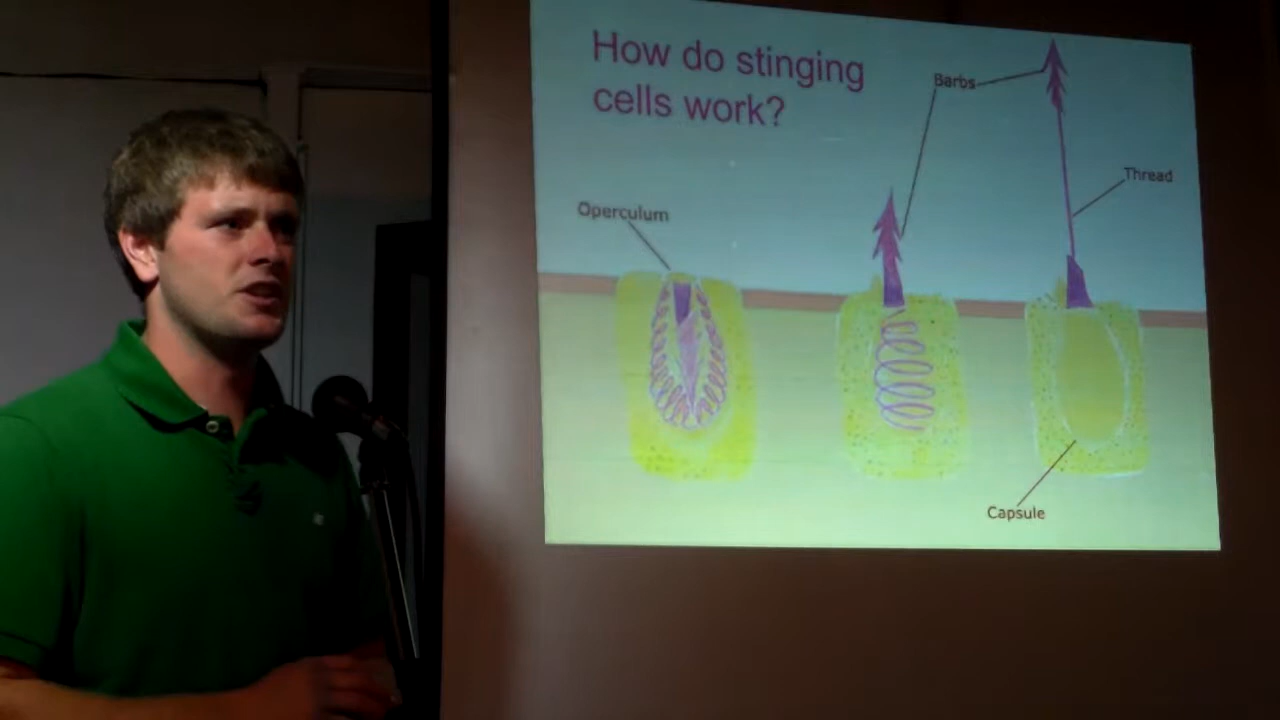 How do stinging
cells work?
Barbs
Thread
Operculum
Capsule